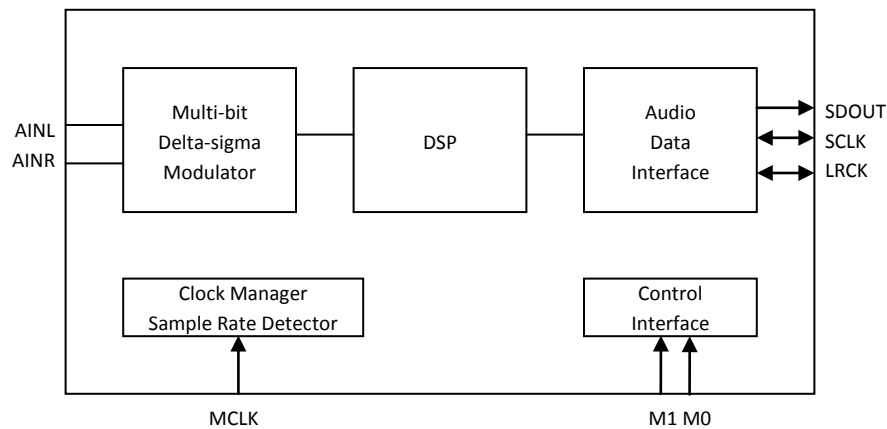 Multi-bit
Delta-sigma
Modulator
DSP
Audio
Data
Interface
AINL
AINR
SDOUT
SCLK
LRCK
Clock Manager
Sample Rate Detector
Control
Interface
MCLK
M1 M0